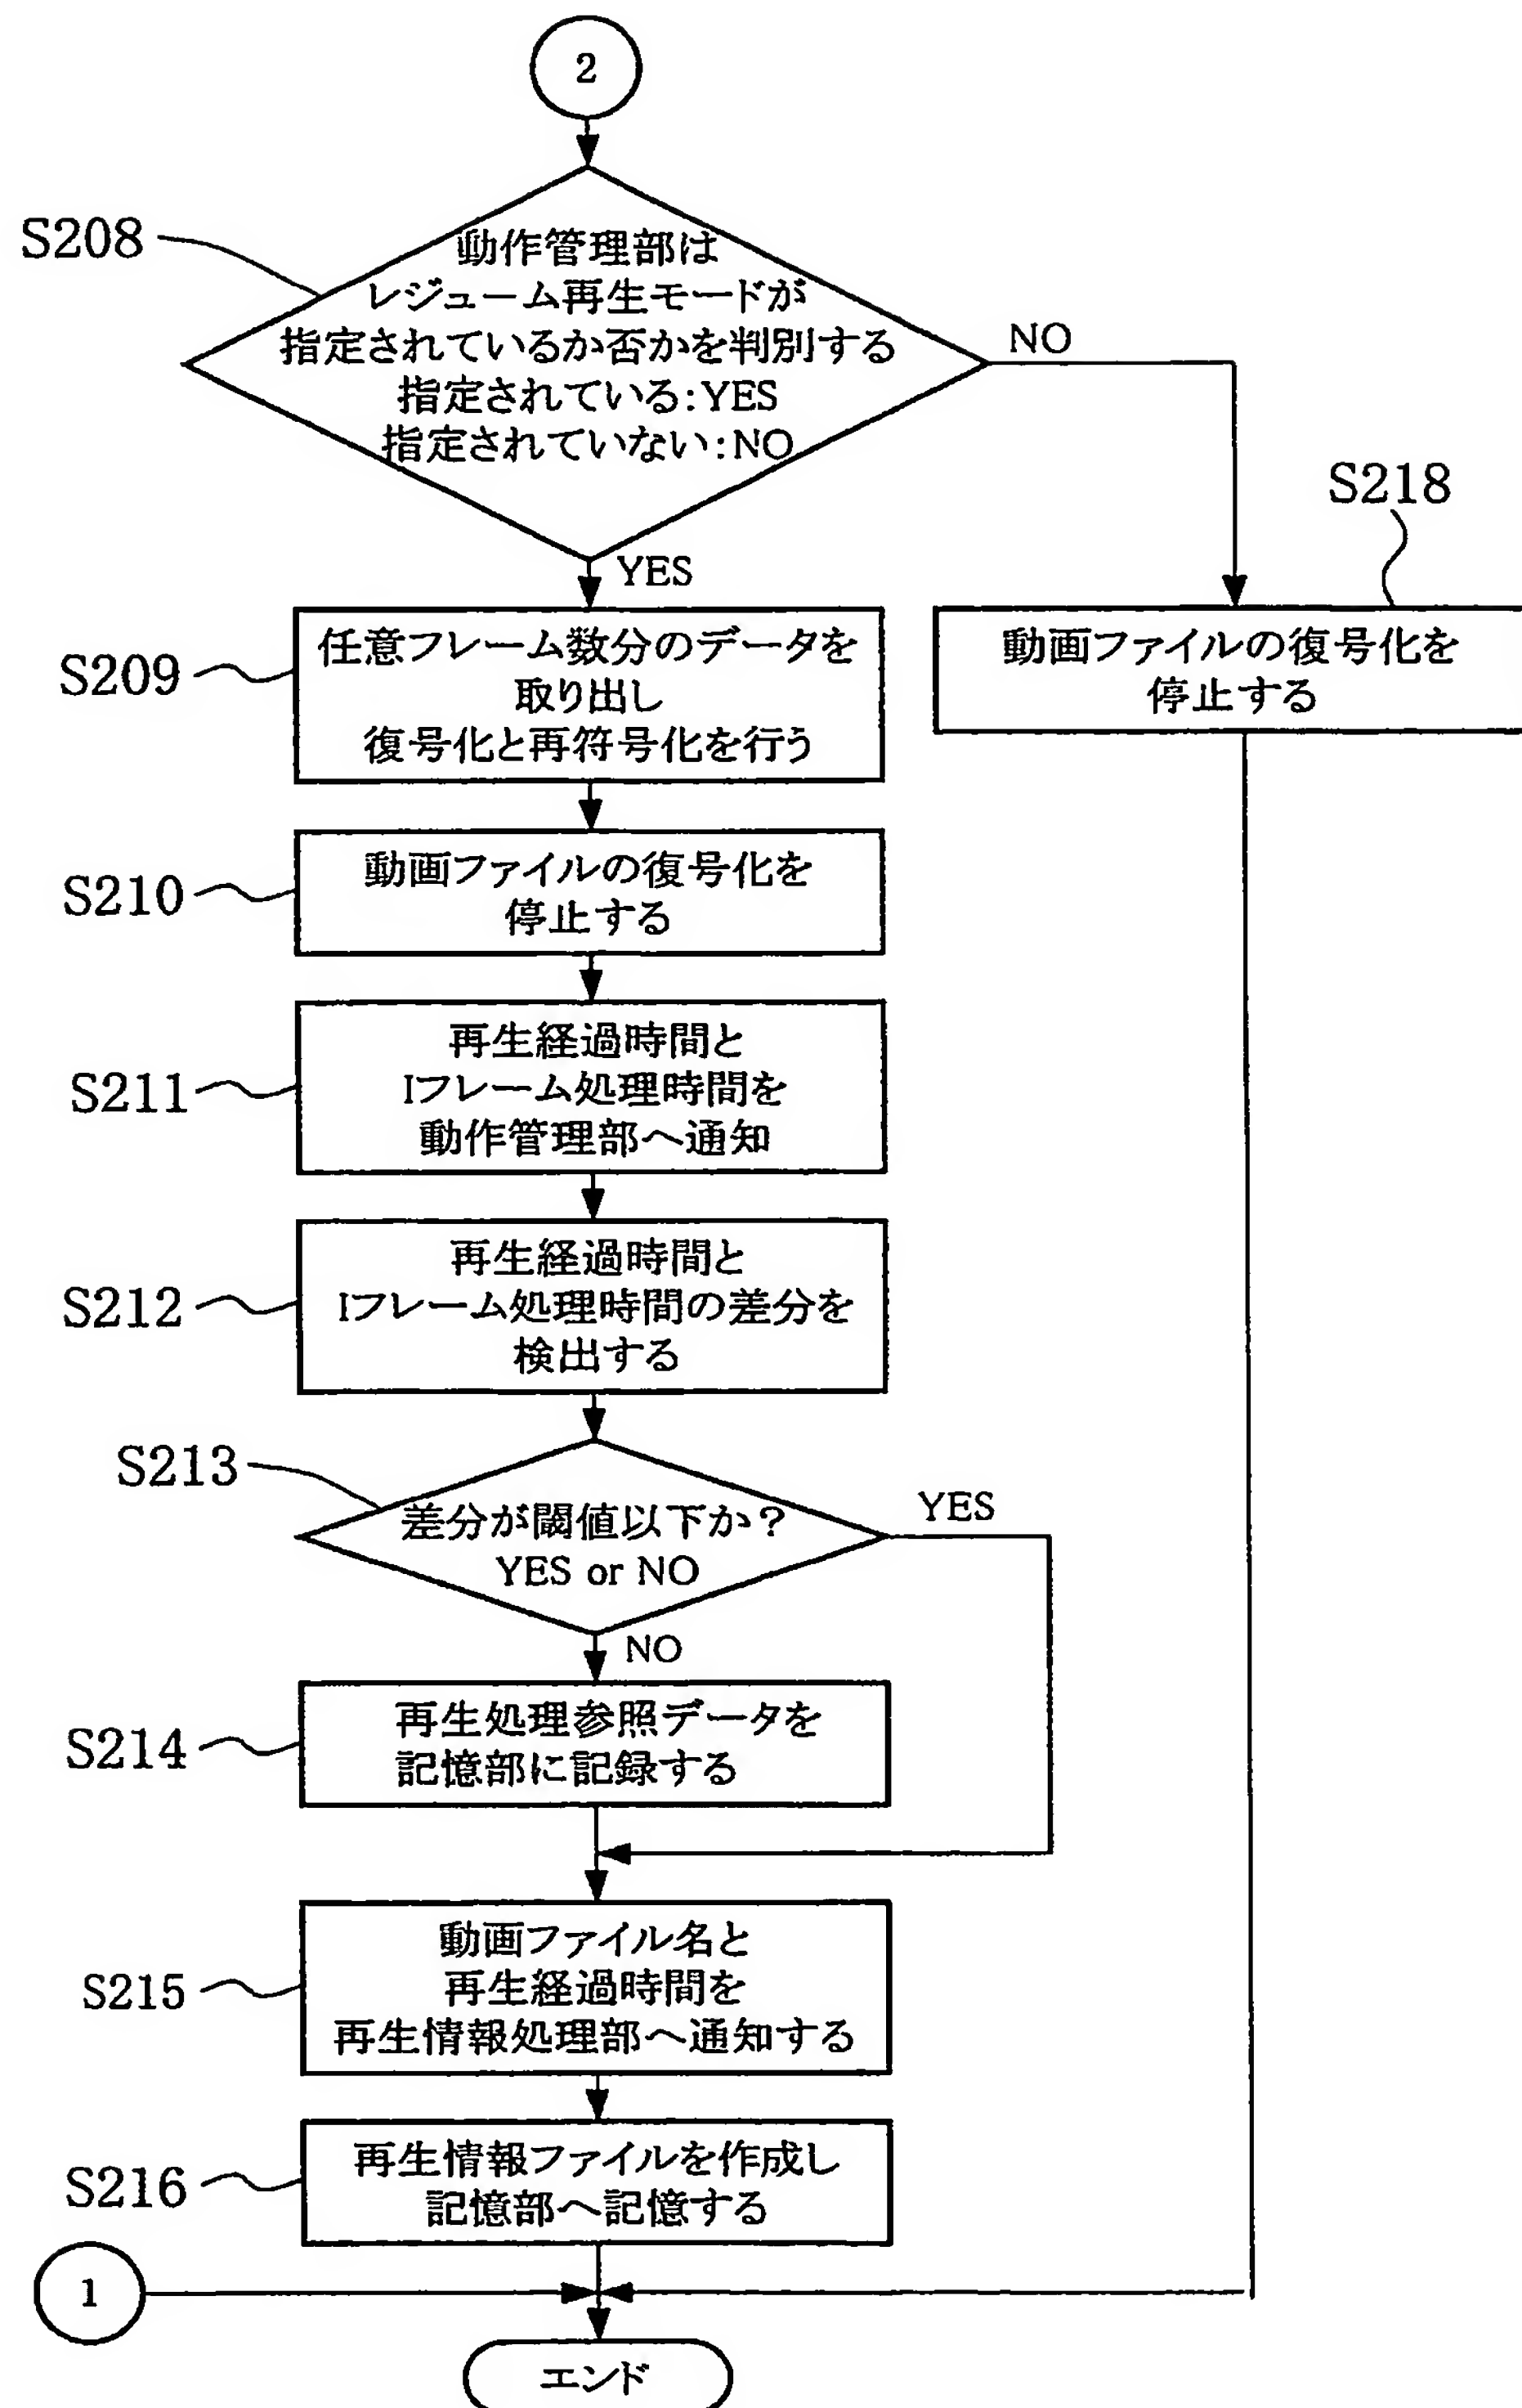 2
S208
動作管理部は
レジューム再生モードが
指定されているか否かを判別する
指定されている:YES
指定されていない:NO
NO
YES
S218
動画ファイルの復号化を
停止する
S209
任意フレーム数分のデータを
取り出し
復号化と再符号化を行う
S210
動画ファイルの復号化を
停止する
S211
再生経過時間と
Iフレーム処理時間を
動作管理部へ通知
S212
再生経過時間と
Iフレーム処理時間の差分を
検出する
S213
差分が閾値以下か?
YES or NO
YES
NO
S214
再生処理参照データを
記憶部に記録する
S215
動画ファイル名と
再生経過時間を
再生情報処理部へ通知する
S216
再生情報ファイルを作成し
記憶部へ記憶する
1
エンド